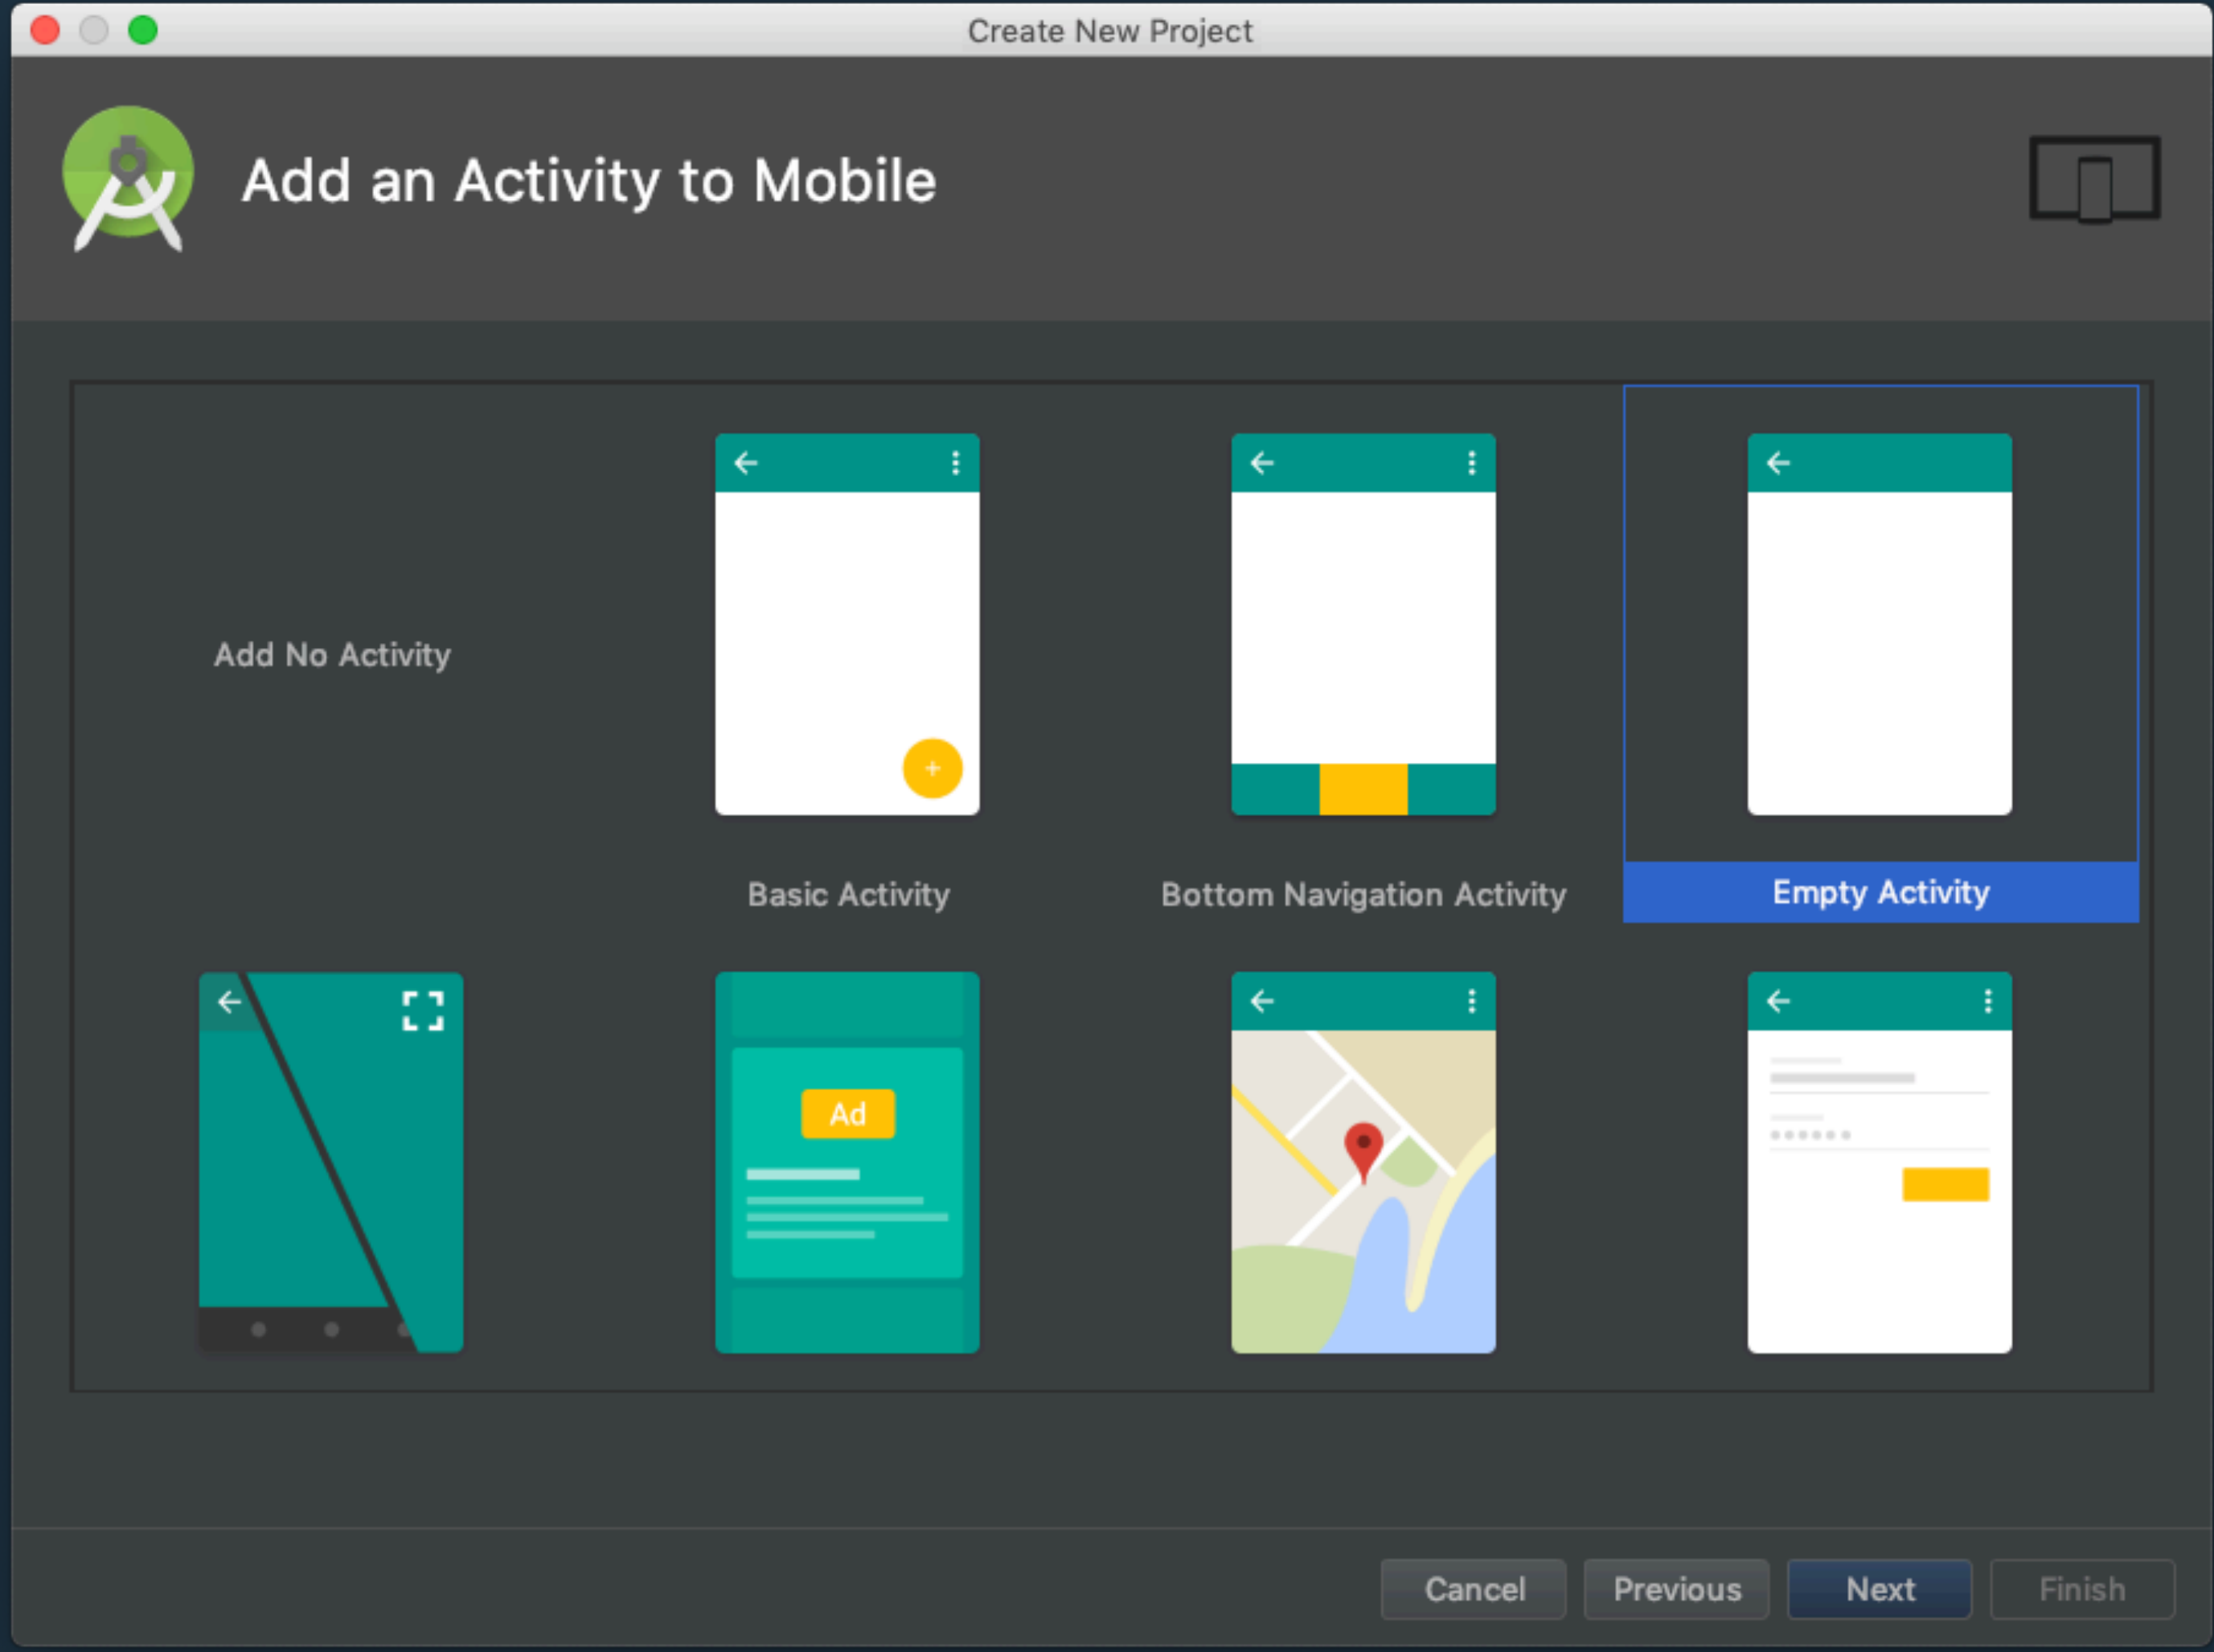 Create New Project
Add an Activity to Mobile
Add No Activity
Basic Activity
Bottom Navigation Activity
Empty Activity
Ad
Cancel
Previous
Next
Finish